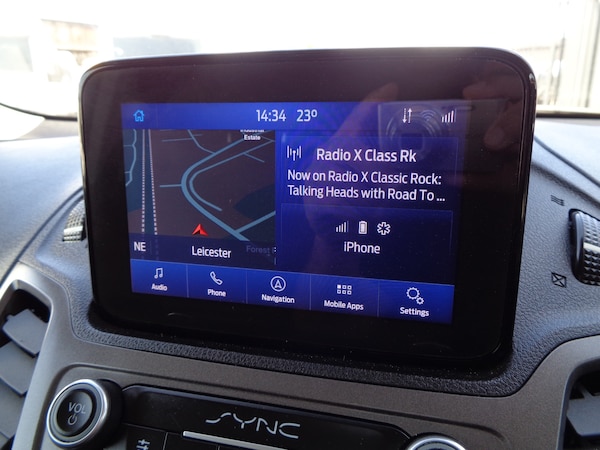 14:34 23°
Estate
Radio X Class Rk
Now on Radio X Classic Rock:
Talking Heads with Road To ...
iPhone
NE
Leicester
Forest
Audio
Phone
Navigation
Mobile Apps
Settings
VOL
SYNC